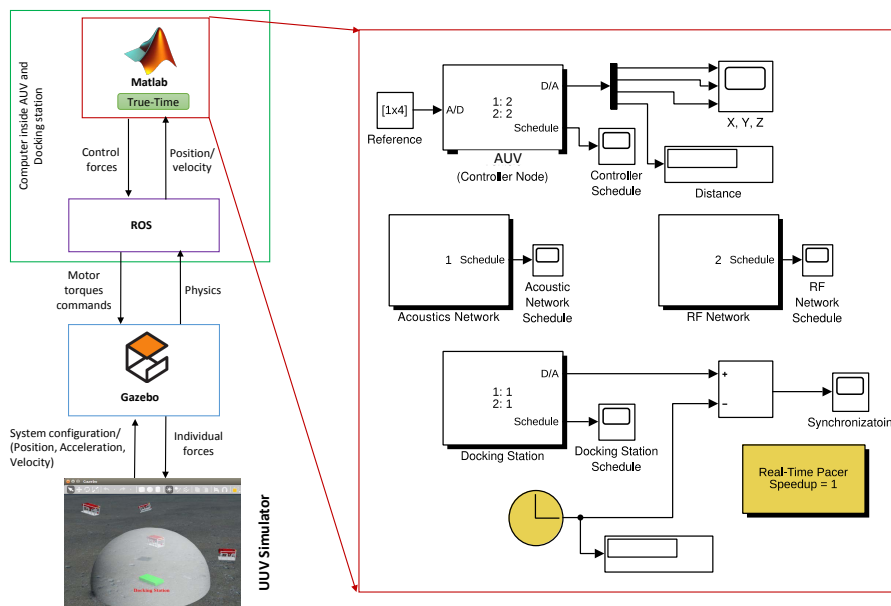 Computer inside AUV and
Docking station
Matlab
True-Time
Control
forces
Position/
velocity
ROS
Motor
torques
commands
Physics
Gazebo
System configuration/
(Position, Acceleration,
Velocity)
Individual
forces
Gazebo
Docking Station
UUV Simulator
[1x4]
Reference
A/D
1: 2
2: 2
D/A
Schedule
AUV
(Controller Node)
Controller
Schedule
X, Y, Z
Distance
1
Schedule
Acoustics Network
Acoustic
Network
Schedule
2
Schedule
RF Network
RF
Network
Schedule
D/A
1: 1
2: 1
Schedule
Docking Station
Docking Station
Schedule
+
−
Synchronizatoin
Real-Time Pacer
Speedup = 1